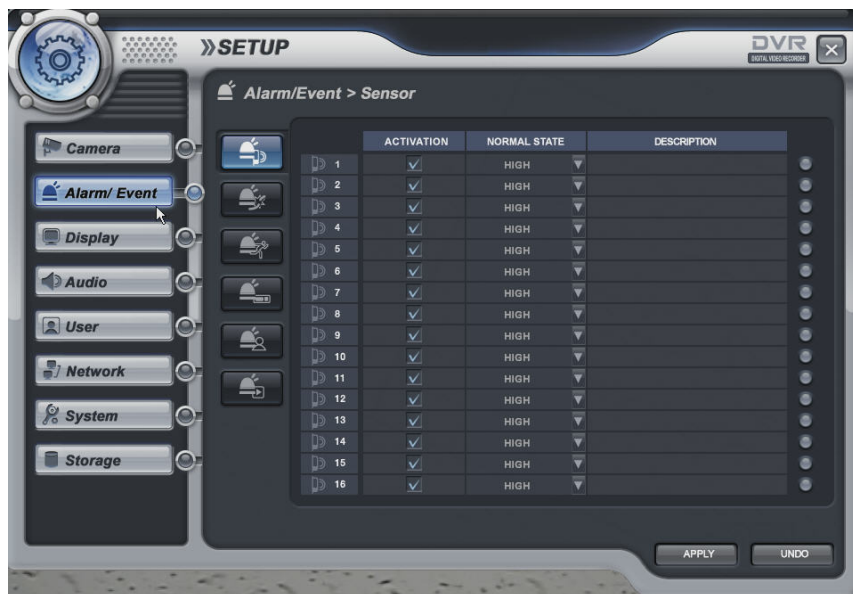 SETUP
DVR
DIGITAL VIDEO RECORDER
Alarm/Event > Sensor
Camera
Alarm/ Event
Display
Audio
User
Network
System
Storage
ACTIVATION NORMAL STATE DESCRIPTION
1 HIGH
2 HIGH
3 HIGH
4 HIGH
5 HIGH
6 HIGH
7 HIGH
8 HIGH
9 HIGH
10 HIGH
11 HIGH
12 HIGH
13 HIGH
14 HIGH
15 HIGH
16 HIGH
APPLY UNDO